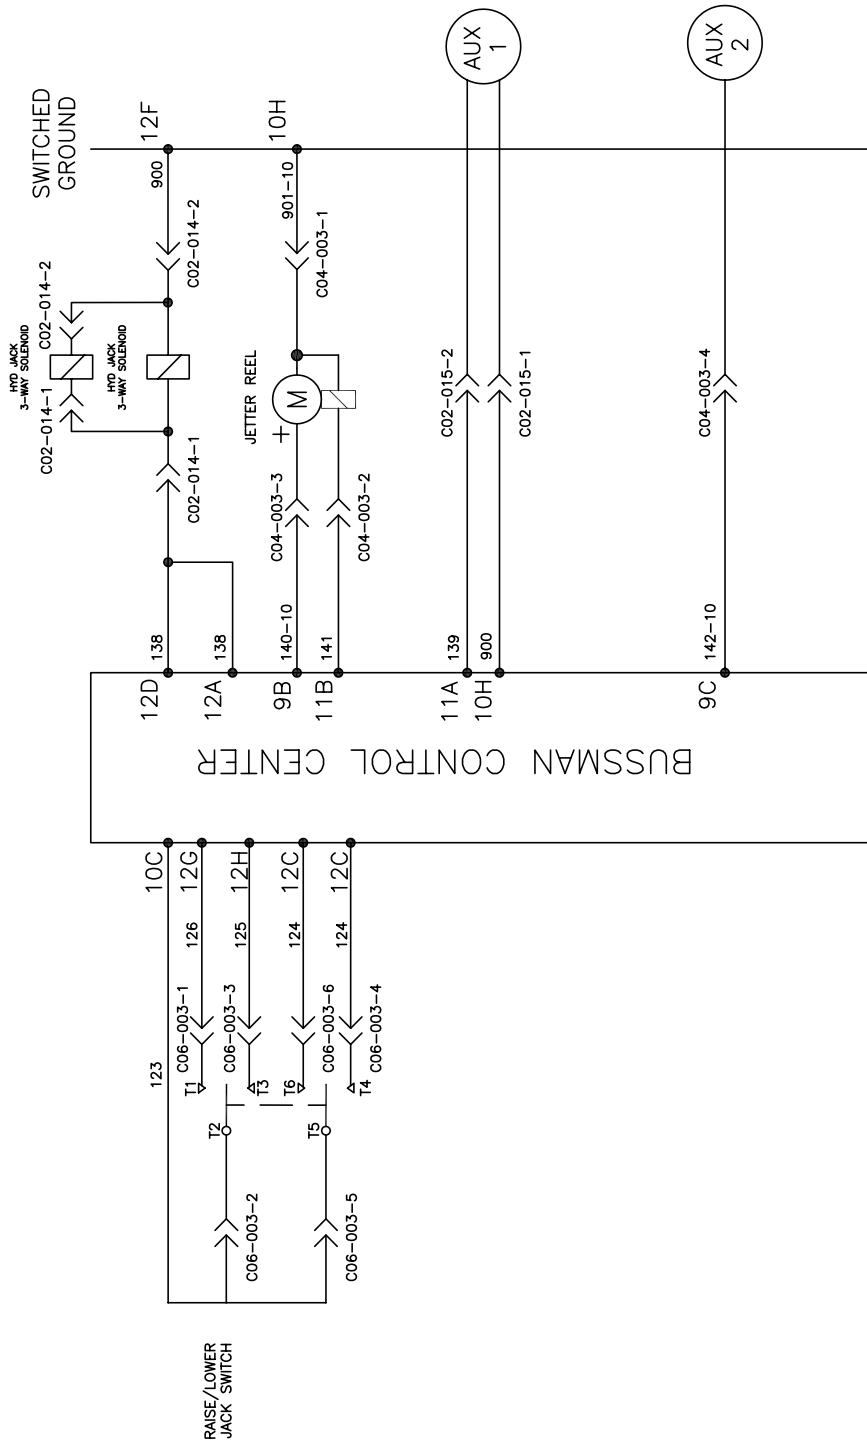 SWITCHED
GROUND
12F
10H
900
901-10
C02-014-2
C04-003-1
C02-014-2
HYD JACK
3-WAY SOLENOID
C02-014-1
HYD JACK
3-WAY SOLENOID
C02-014-1
JETTER REEL
M
+
C04-003-3
C04-003-2
AUX
1
AUX
2
C02-015-2
C02-015-1
C04-003-4
138
138
140-10
141
139
900
142-10
12D
12A
9B
11B
11A
10H
9C
BUSSMAN CONTROL CENTER
10C
12G
12H
12C
12C
123
126
125
124
124
C06-003-1
C06-003-3
C06-003-6
C06-003-4
T1
T3
T6
T4
T2
T5
C06-003-2
C06-003-5
RAISE/LOWER
JACK SWITCH